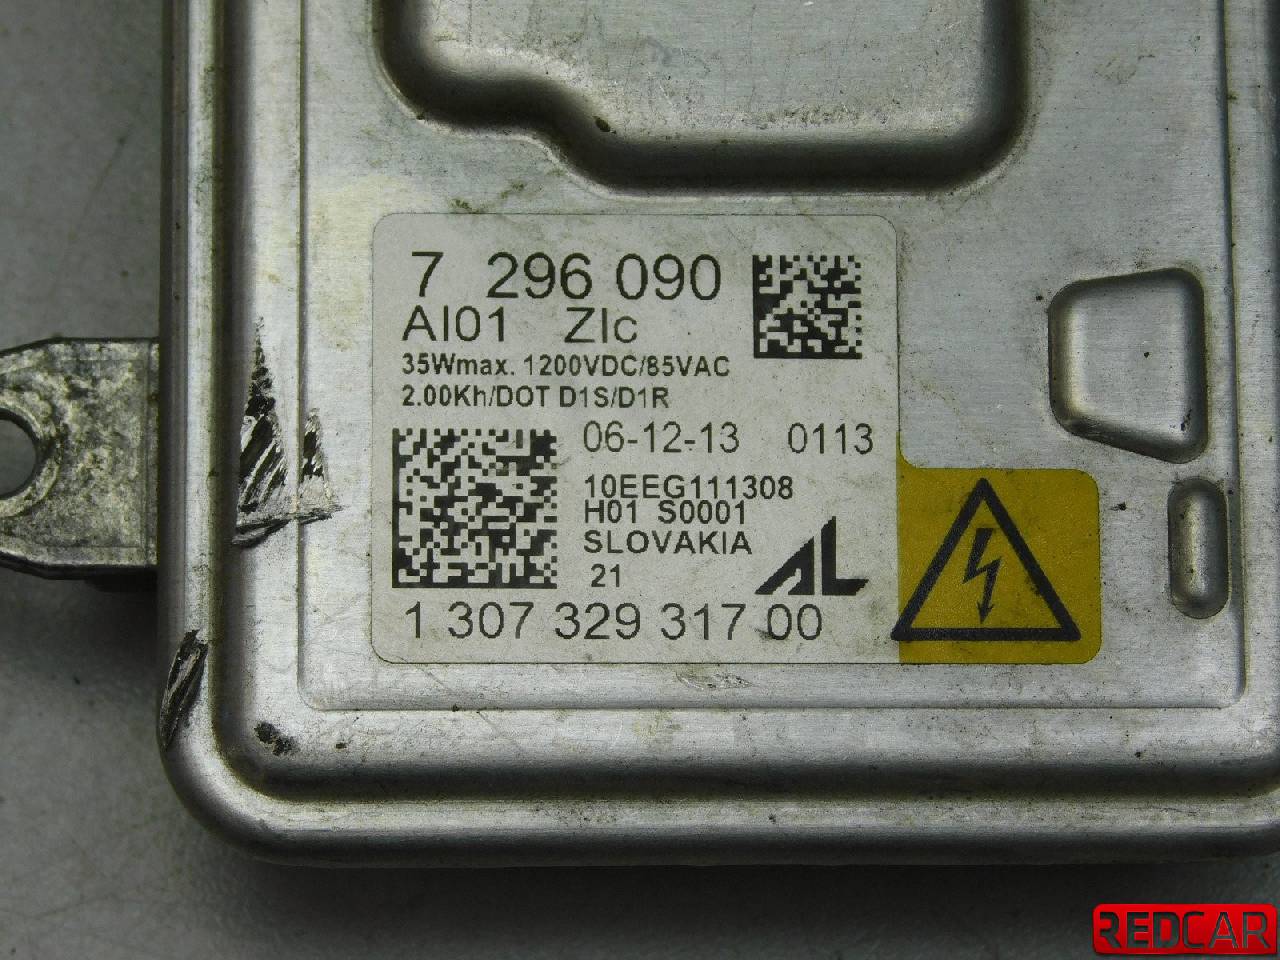 7 296 090
AI01 ZIc
35Wmax. 1200VDC/85VAC
2.00Kh/DOT D1S/D1R
06-12-13 0113
10EEG111308
H01 S0001
SLOVAKIA
21
AL
1 307 329 317 00
REDCAR